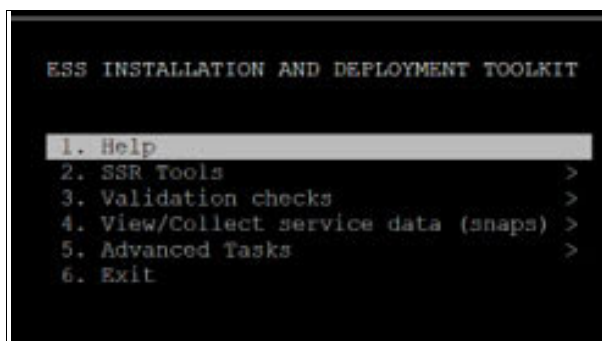 ESS INSTALLATION AND DEPLOYMENT TOOLKIT
1. Help
2. SSR Tools >
3. Validation checks >
4. View/Collect service data (snaps) >
5. Advanced Tasks >
6. Exit